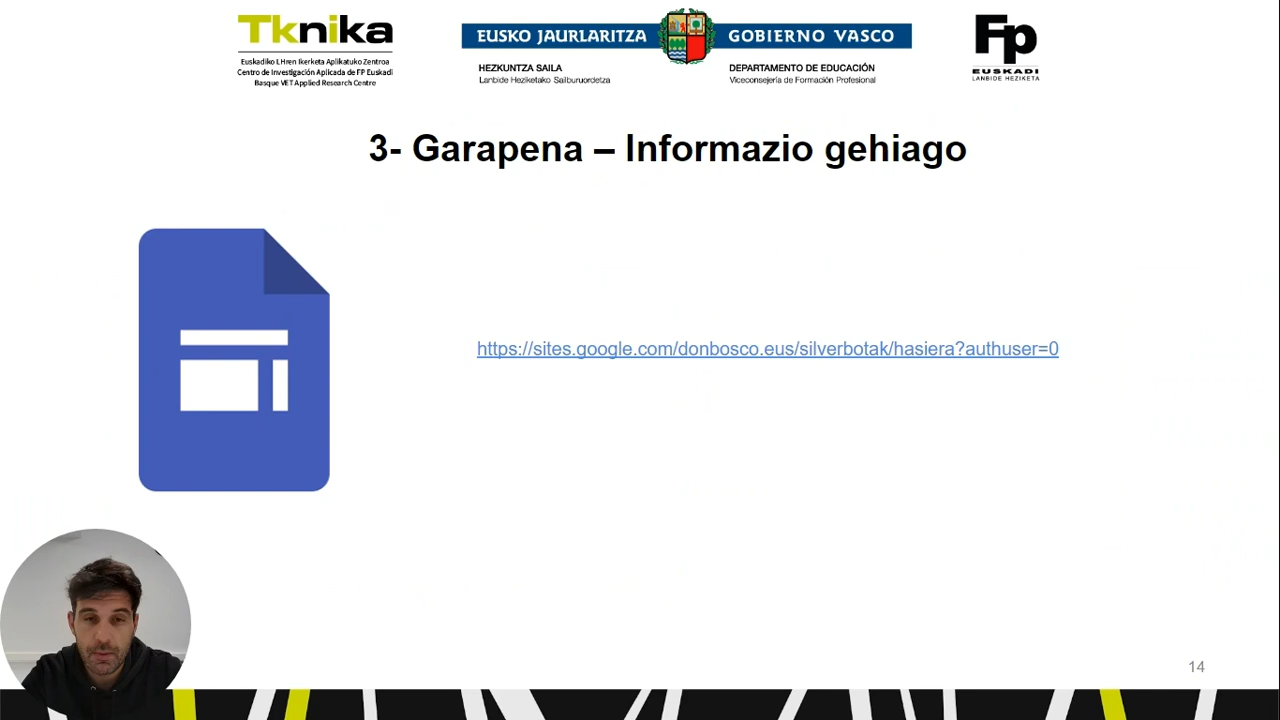 Tknika
Euskadiko LHren Ikerketa Aplikatuko Zentroa
Centro de Investigación Aplicada de FP Euskadi
Basque VET Applied Research Centre
EUSKO JAURLARITZA
GOBIERNO VASCO
HEZKUNTZA SAILA
Lanbide Heziketako Sailburuordetza
DEPARTAMENTO DE EDUCACIÓN
Viceconsejería de Formación Profesional
Fp
EUSKADI
LANBIDE HEZIKETA
3- Garapena – Informazio gehiago
https://sites.google.com/donbosco.eus/silverbotak/hasiera?authuser=0
14